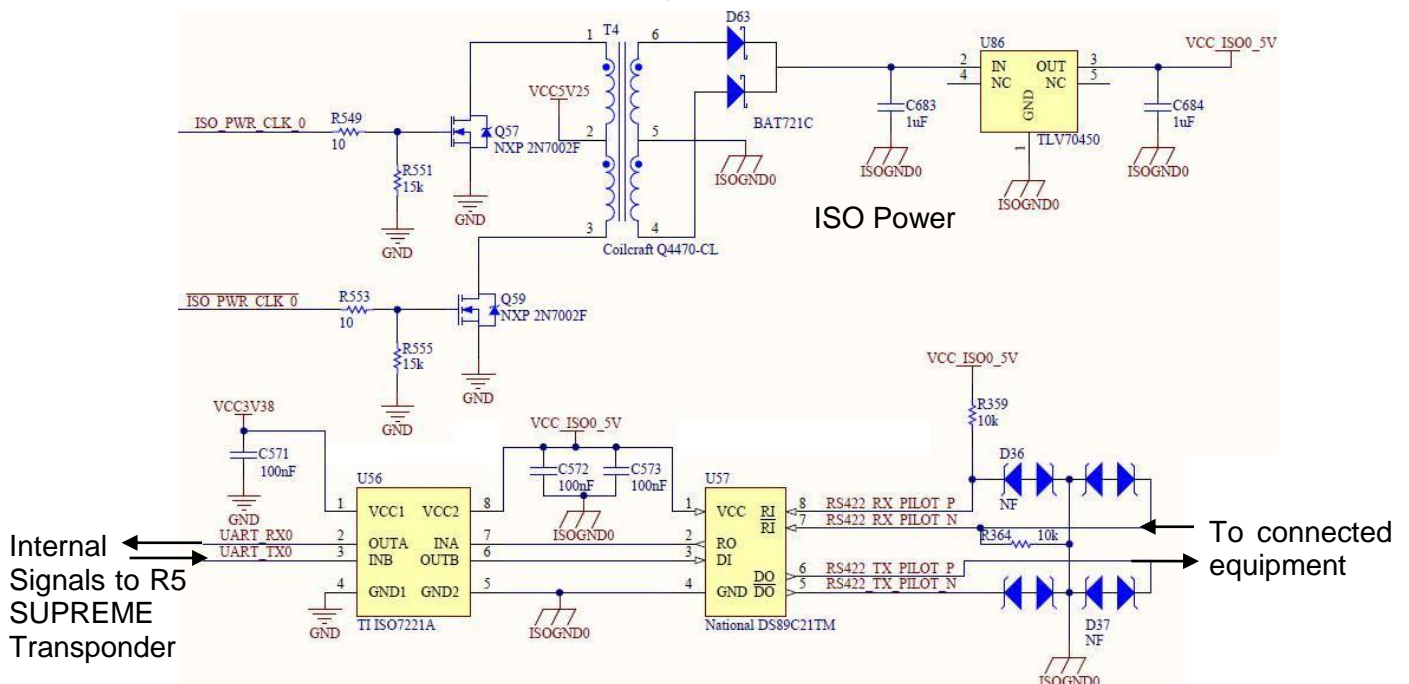 D63
1
T4
6
U86
VCC_ISO0_5V
2
IN
OUT
3
4
NC
NC
5
GND
1
TLV70450
VCC5V25
C683
1uF
C684
1uF
ISO_PWR_CLK_0
R549
10
Q57
NXP 2N7002F
2
5
BAT721C
R551
15k
ISOGND0
ISOGND0
ISOGND0
ISOGND0
GND
GND
ISO Power
3
4
Coilcraft Q4470-CL
ISO_PWR_CLK_0
R553
10
Q59
NXP 2N7002F
R555
15k
GND
GND
VCC_ISO0_5V
R359
10k
VCC3V38
C571
100nF
GND
VCC_ISO0_5V
C572
100nF
C573
100nF
ISOGND0
U56
1
VCC1
VCC2
8
UART_RX0
2
OUTA
INA
7
UART_TX0
3
INB
OUTB
6
4
GND1
GND2
5
GND
TI ISO7221A
ISOGND0
U57
1
VCC
RI
8
RS422_RX_PILOT_P
RI
7
RS422_RX_PILOT_N
2
RO
3
DI
DO
6
RS422_TX_PILOT_P
4
GND
DO
5
RS422_TX_PILOT_N
National DS89C21TM
D36
NF
R364
10k
D37
NF
ISOGND0
Internal
Signals to R5
SUPREME
Transponder
To connected
equipment